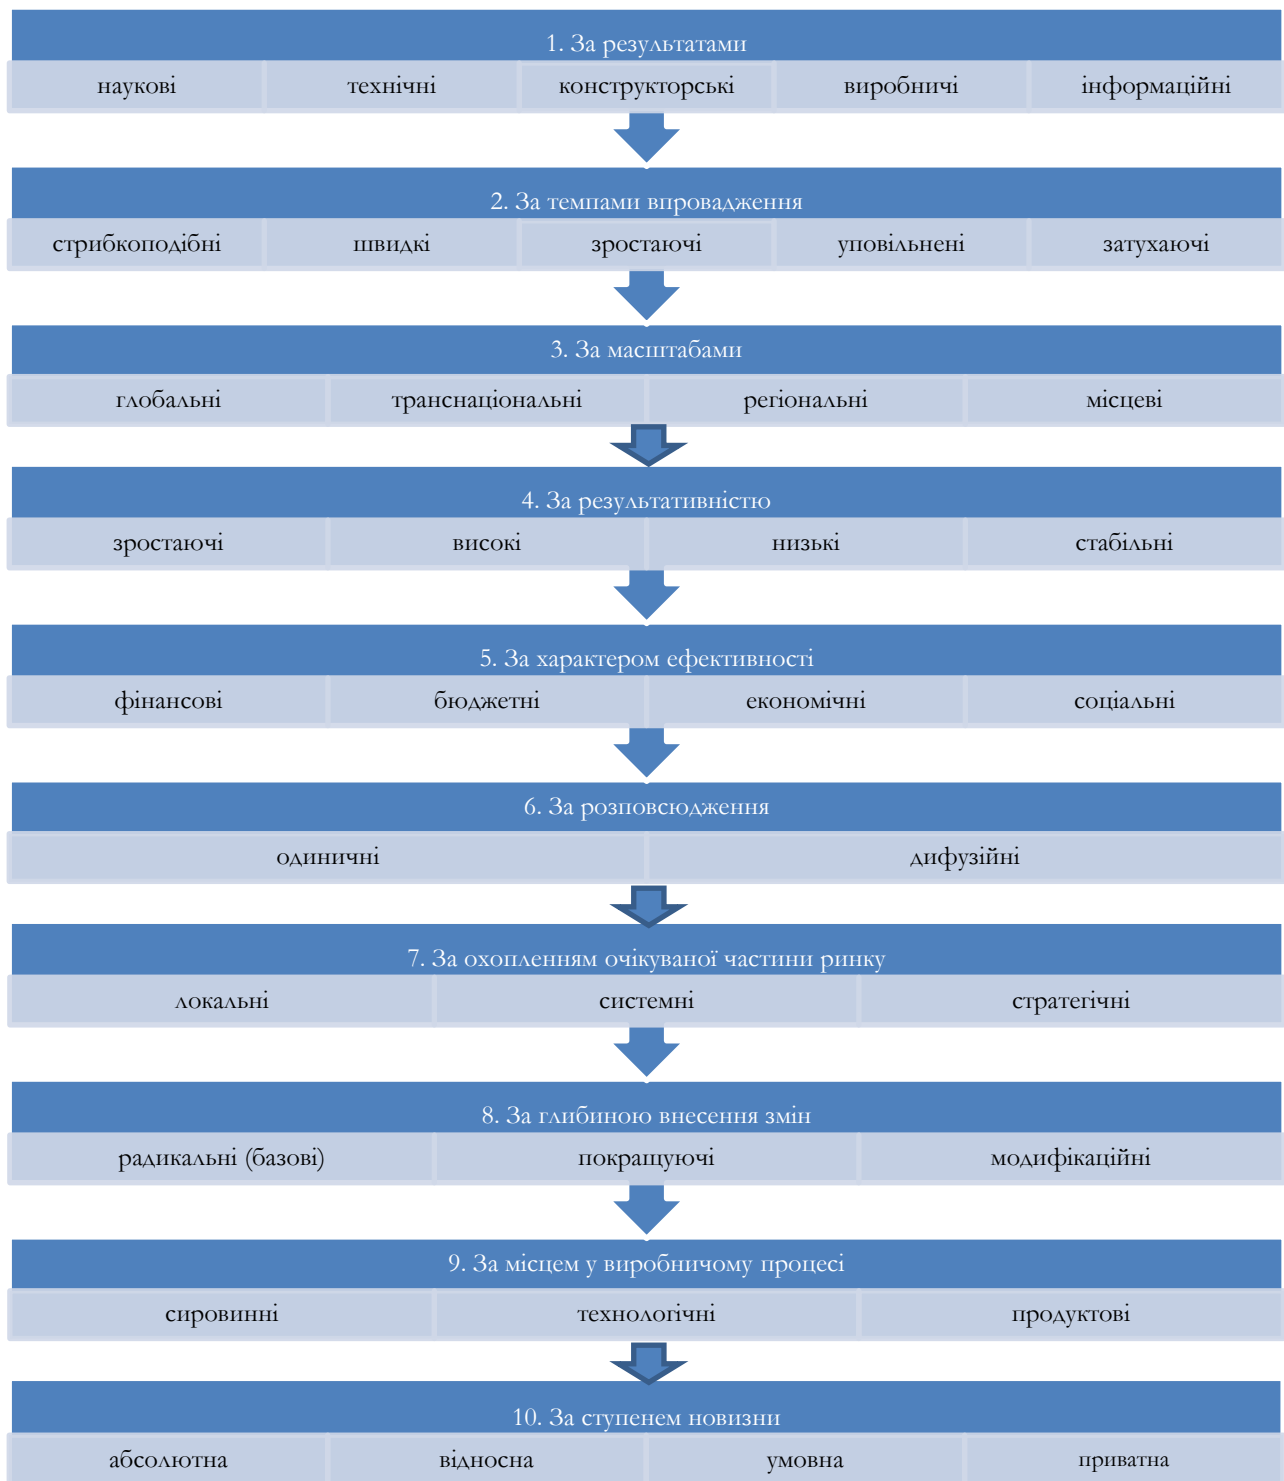 1. За результатами
наукові технічні конструкторські виробничі інформаційні
2. За темпами впровадження
стрибкоподібні швидкі зростаючі уповільнені затухаючі
3. За масштабами
глобальні транснаціональні регіональні місцеві
4. За результативністю
зростаючі високі низькі стабільні
5. За характером ефективності
фінансові бюджетні економічні соціальні
6. За розповсюдження
одиничні дифузійні
7. За охопленням очікуваної частини ринку
локальні системні стратегічні
8. За глибиною внесення змін
радикальні (базові) покращуючі модифікаційні
9. За місцем у виробничому процесі
сировинні технологічні продуктові
10. За ступенем новизни
абсолютна відносна умовна приватна